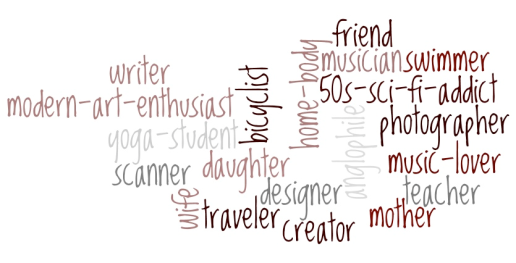 friend
writer
musician
swimmer
bicyclist
home-body
modern-art-enthusiast
50s-sci-fi-addict
yoga-student
anglophile
photographer
scanner
daughter
music-lover
wife
designer
teacher
traveler
creator
mother